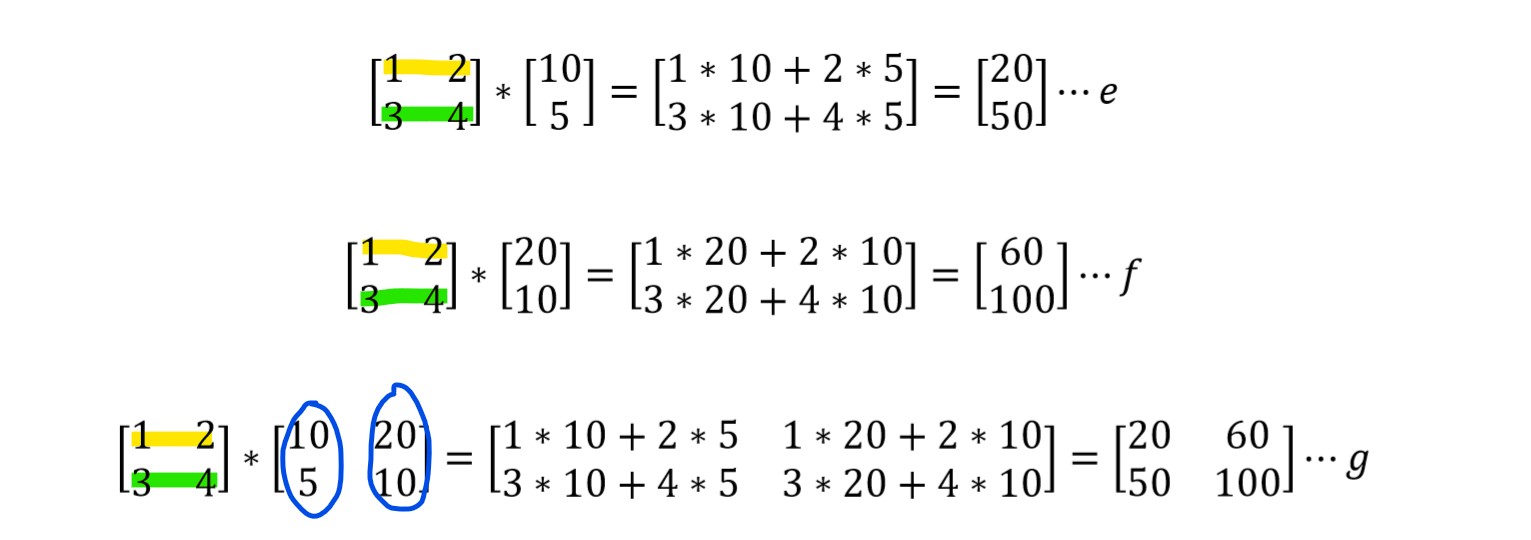 [1 2 3 4] * [10 5] = [1 * 10 + 2 * 5 3 * 10 + 4 * 5] = [20 50] ⋯ e
[1 2 3 4] * [20 10] = [1 * 20 + 2 * 10 3 * 20 + 4 * 10] = [60 100] ⋯ f
[1 2 3 4] * [10 20 5 10] = [1 * 10 + 2 * 5 1 * 20 + 2 * 10 3 * 10 + 4 * 5 3 * 20 + 4 * 10] = [20 60 50 100] ⋯ g